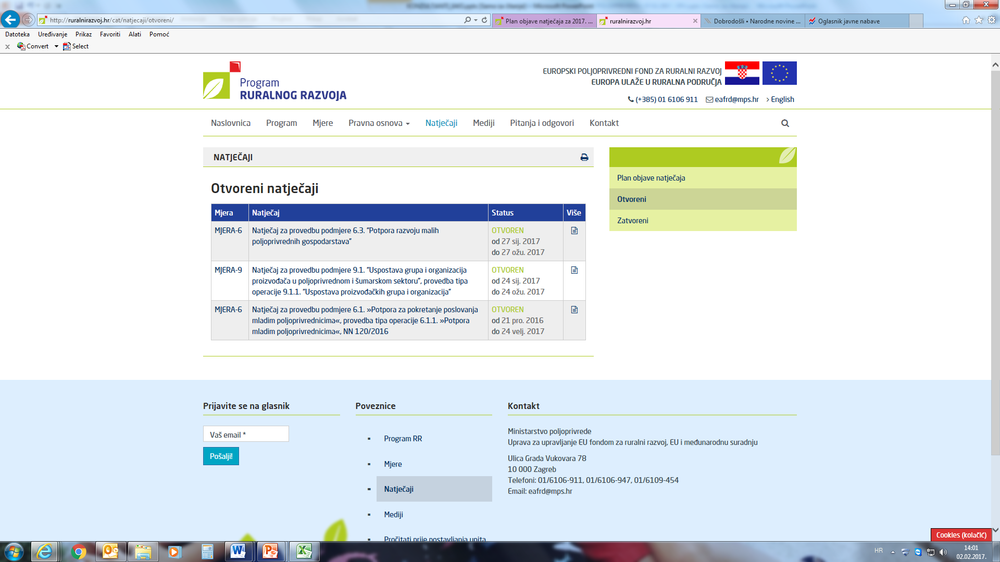 http://ruralnirazvoj.hr/cat/natjecaji/otvoreni/
Plan objave natječaja za 2017. ...
ruralnirazvoj.hr
Dobrodošli • Narodne novine ...
Oglasnik javne nabave
Datoteka Uređivanje Prikaz Favoriti Alati Pomoć
x Convert Select
Program
RURALNOG RAZVOJA
EUROPSKI POLJOPRIVREDNI FOND ZA RURALNI RAZVOJ
EUROPA ULAŽE U RURALNA PODRUČJA
(+385) 01 6106 911 eafrd@mps.hr > English
Naslovnica Program Mjere Pravna osnova Natječaji Mediji Pitanja i odgovori Kontakt
NATJEČAJI
Otvoreni natječaji
Mjera Natječaj Status Više
MJERA-6 Natječaj za provedbu podmjere 6.3. “Potpora razvoju malih OTVOREN
poljoprivrednih gospodarstava” od 27 sij. 2017
do 27 ožu. 2017
MJERA-9 Natječaj za provedbu podmjere 9.1. “Uspostava grupa i organizacija OTVOREN
proizvođača u poljoprivrednom i šumarskom sektoru”, provedba tipa od 24 sij. 2017
operacije 9.1.1. “Uspostava proizvođačkih grupa i organizacija” do 24 ožu. 2017
MJERA-6 Natječaj za provedbu podmjere 6.1. »Potpora za pokretanje poslovanja OTVOREN
mladim poljoprivrednicima«, provedba tipa operacije 6.1.1. »Potpora od 21 pro. 2016
mladim poljoprivrednicima«, NN 120/2016 do 24 velj. 2017
Plan objave natječaja
Otvoreni
Zatvoreni
Prijavite se na glasnik
Vaš email *
Pošalji!
Poveznice
Program RR
Mjere
Natječaji
Mediji
Pročitati prije postavljanja upita
Kontakt
Ministarstvo poljoprivrede
Uprava za upravljanje EU fondom za ruralni razvoj, EU i međunarodnu suradnju
Ulica Grada Vukovara 78
10 000 Zagreb
Telefoni: 01/6106-911, 01/6106-947, 01/6109-454
Email: eafrd@mps.hr
Cookies (kolačić)
HR
14:01
02.02.2017.